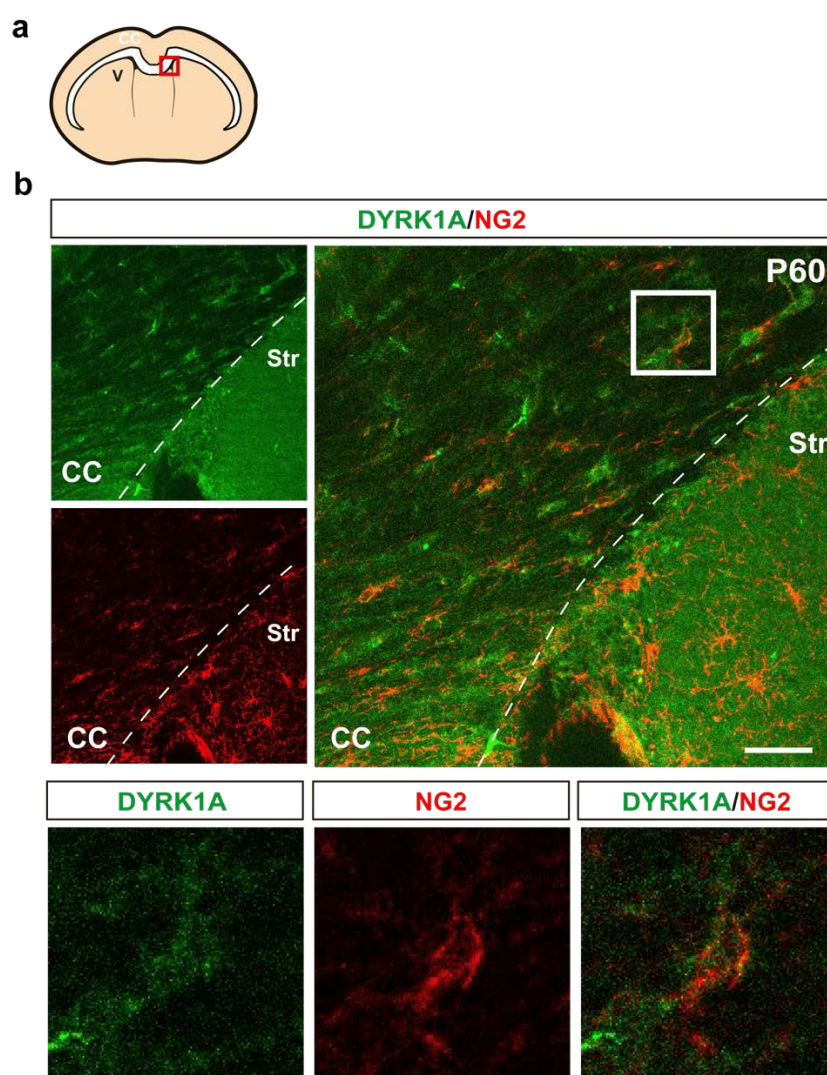 a
CC
V
b
DYRK1A/NG2
Str
CC
P60
Str
CC
Str
CC
DYRK1A
NG2
DYRK1A/NG2